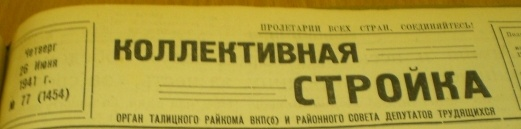 ПРОЛЕТАРИИ ВСЕХ СТРАН, СОЕДИНЯЙТЕСЬ!
Четверг
26 Июня
1941 г.
№ 77 (1454)
КОЛЛЕКТИВНАЯ
СТРОЙКА
ОРГАН ТАЛИЦКОГО РАЙКОМА ВКП(б) И РАЙОННОГО СОВЕТА ДЕПУТАТОВ ТРУДЯЩИХСЯ